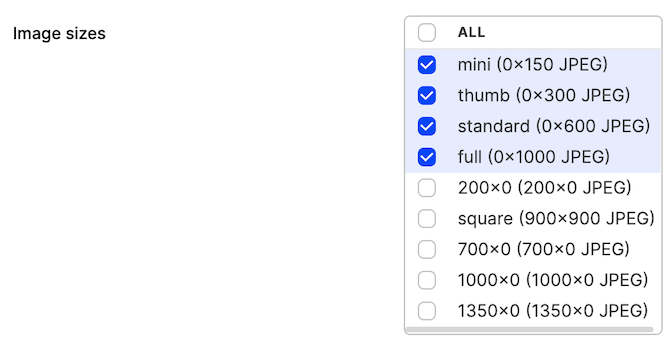 Image sizes
ALL
mini (0×150 JPEG)
thumb (0×300 JPEG)
standard (0×600 JPEG)
full (0×1000 JPEG)
200×0 (200×0 JPEG)
square (900×900 JPEG)
700×0 (700×0 JPEG)
1000×0 (1000×0 JPEG)
1350×0 (1350×0 JPEG)